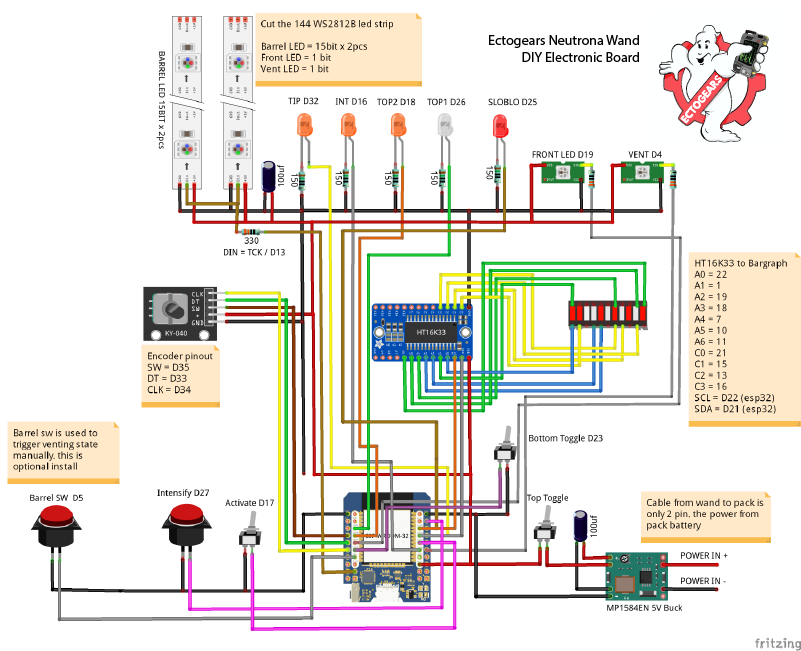 Cut the 144 WS2812B led strip
Barrel LED = 15bit x 2pcs
Front LED = 1 bit
Vent LED = 1 bit
Ectogears Neutrona Wand
DIY Electronic Board
ECTOGEARS
BARREL LED 15BIT x 2pcs
TIP D32
INT D16
TOP2 D18
TOP1 D26
SLOBLO D25
FRONT LED D19
VENT D4
100uf
150
150
150
150
150
330
DIN = TCK / D13
CLK
DT
SW
+
GND
KY-040
Encoder pinout
SW = D35
DT = D33
CLK = D34
HT16K33
HT16K33 to Bargraph
A0 = 22
A1 = 1
A2 = 19
A3 = 18
A4 = 7
A5 = 10
A6 = 11
C0 = 21
C1 = 15
C2 = 13
C3 = 16
SCL = D22 (esp32)
SDA = D21 (esp32)
Barrel sw is used to
trigger venting state
manually. this is
optional install
Barrel SW D5
Intensify D27
Activate D17
Bottom Toggle D23
Top Toggle
100uf
Cable from wand to pack is
only 2 pin. the power from
pack battery
POWER IN +
POWER IN -
MP1584EN 5V Buck
fritzing